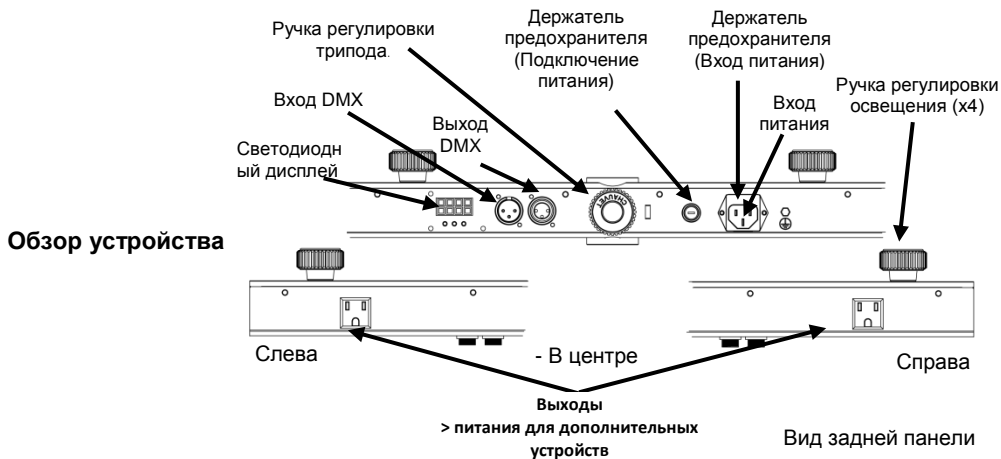 Ручка регулировки
трипода.
Держатель
предохранителя
(Подключение
питания)
Держатель
предохранителя
(Вход питания)
Ручка регулировки
освещения (x4)
Вход DMX
Выход
DMX
Вход
питания
Светодиодн
ый дисплей
CHAUVET
Обзор устройства
Слева
- В центре
Справа
Выходы
> питания для дополнительных
устройств
Вид задней панели